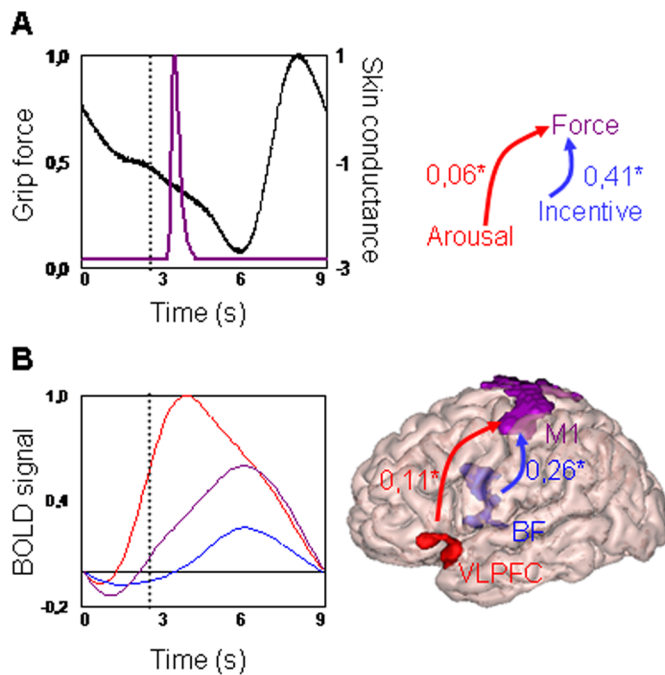 A
1,0
0,5
0,0
Grip force
1
-1
-3
Skin conductance
0 3 6 9
Time (s)
Force
0,06*
0,41*
Incentive
Arousal
B
1,0
0,4
-0,2
BOLD signal
0 3 6 9
Time (s)
M1
0,11*
0,26*
BF
VLPFC